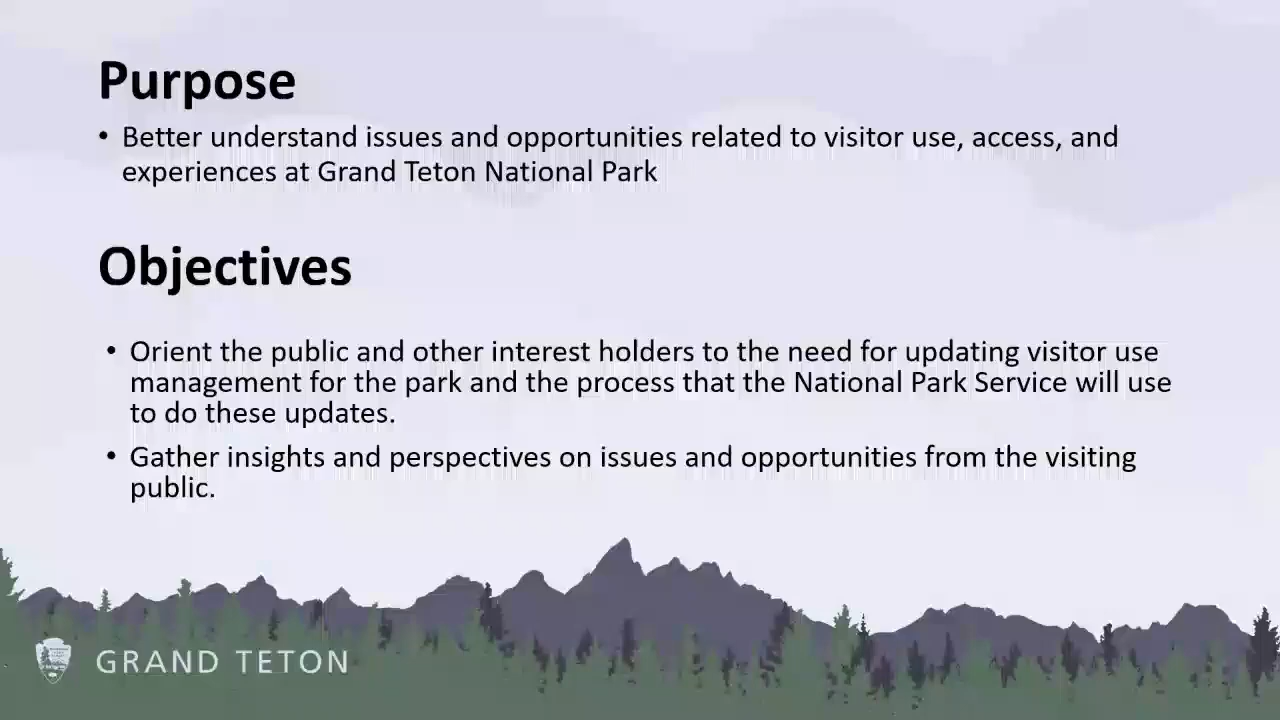 Purpose
• Better understand issues and opportunities related to visitor use, access, and
experiences at Grand Teton National Park
Objectives
• Orient the public and other interest holders to the need for updating visitor use
management for the park and the process that the National Park Service will use
to do these updates.
• Gather insights and perspectives on issues and opportunities from the visiting
public.
GRAND TETON